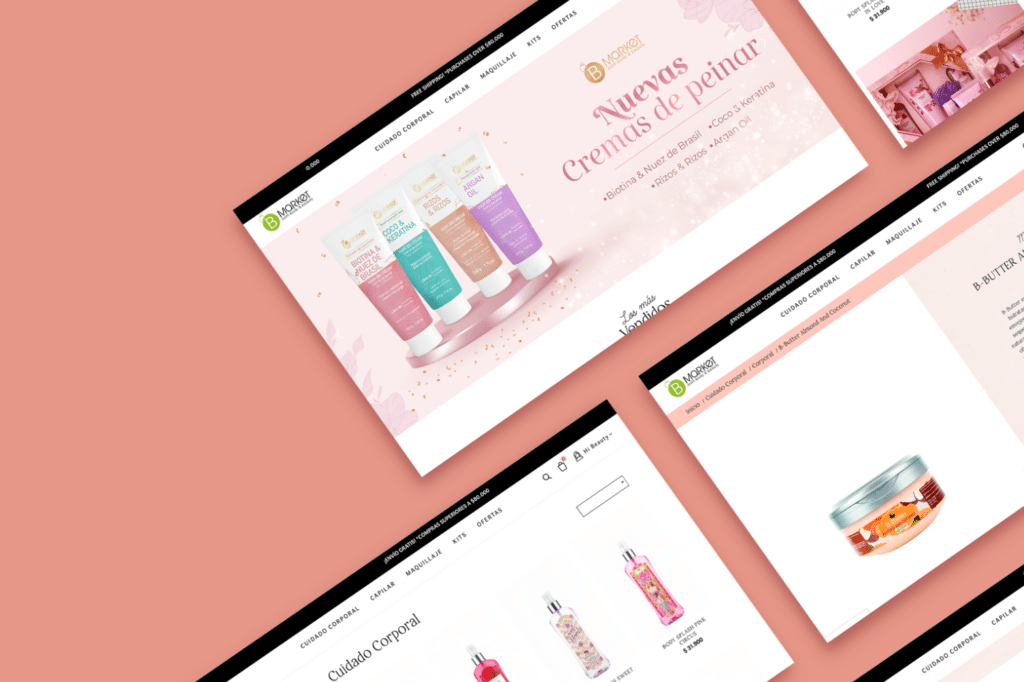 FREE SHIPPING! *PURCHASES OVER $80.000
CUIDADO CORPORAL CAPILAR MAQUILLAJE KITS OFERTAS
B MARKET
B MARKET
Nuevas
Cremas de peinar
•Biotina & Nuez de Brasil •Coco & Keratina
•Rizos & Rizos •Argan Oil
BIOTINA &
NUEZ DE
BRASIL
COCO &
KERATINA
RIZOS
& RIZOS
ARGAN
OIL
Los más
Vendidos
BODY SPLASH
IN LOVE
$ 31.900
FREE SHIPPING! *PURCHASES OVER $80.000
¡ENVÍO GRATIS! *COMPRAS SUPERIORES A $80.000
CUIDADO CORPORAL CAPILAR MAQUILLAJE KITS OFERTAS
B MARKET
Inicio / Cuidado Corporal / Corporal / B-Butter Almond And Coconut
B-BUTTER
¡ENVÍO GRATIS! *COMPRAS SUPERIORES A $80.000
Hi Beauty
CUIDADO CORPORAL CAPILAR MAQUILLAJE KITS OFERTAS
Cuidado Corporal
BODY SPLASH PINK
CIRCUS
$ 31.900
SWEET
CUIDADO CORPORAL CAPILAR